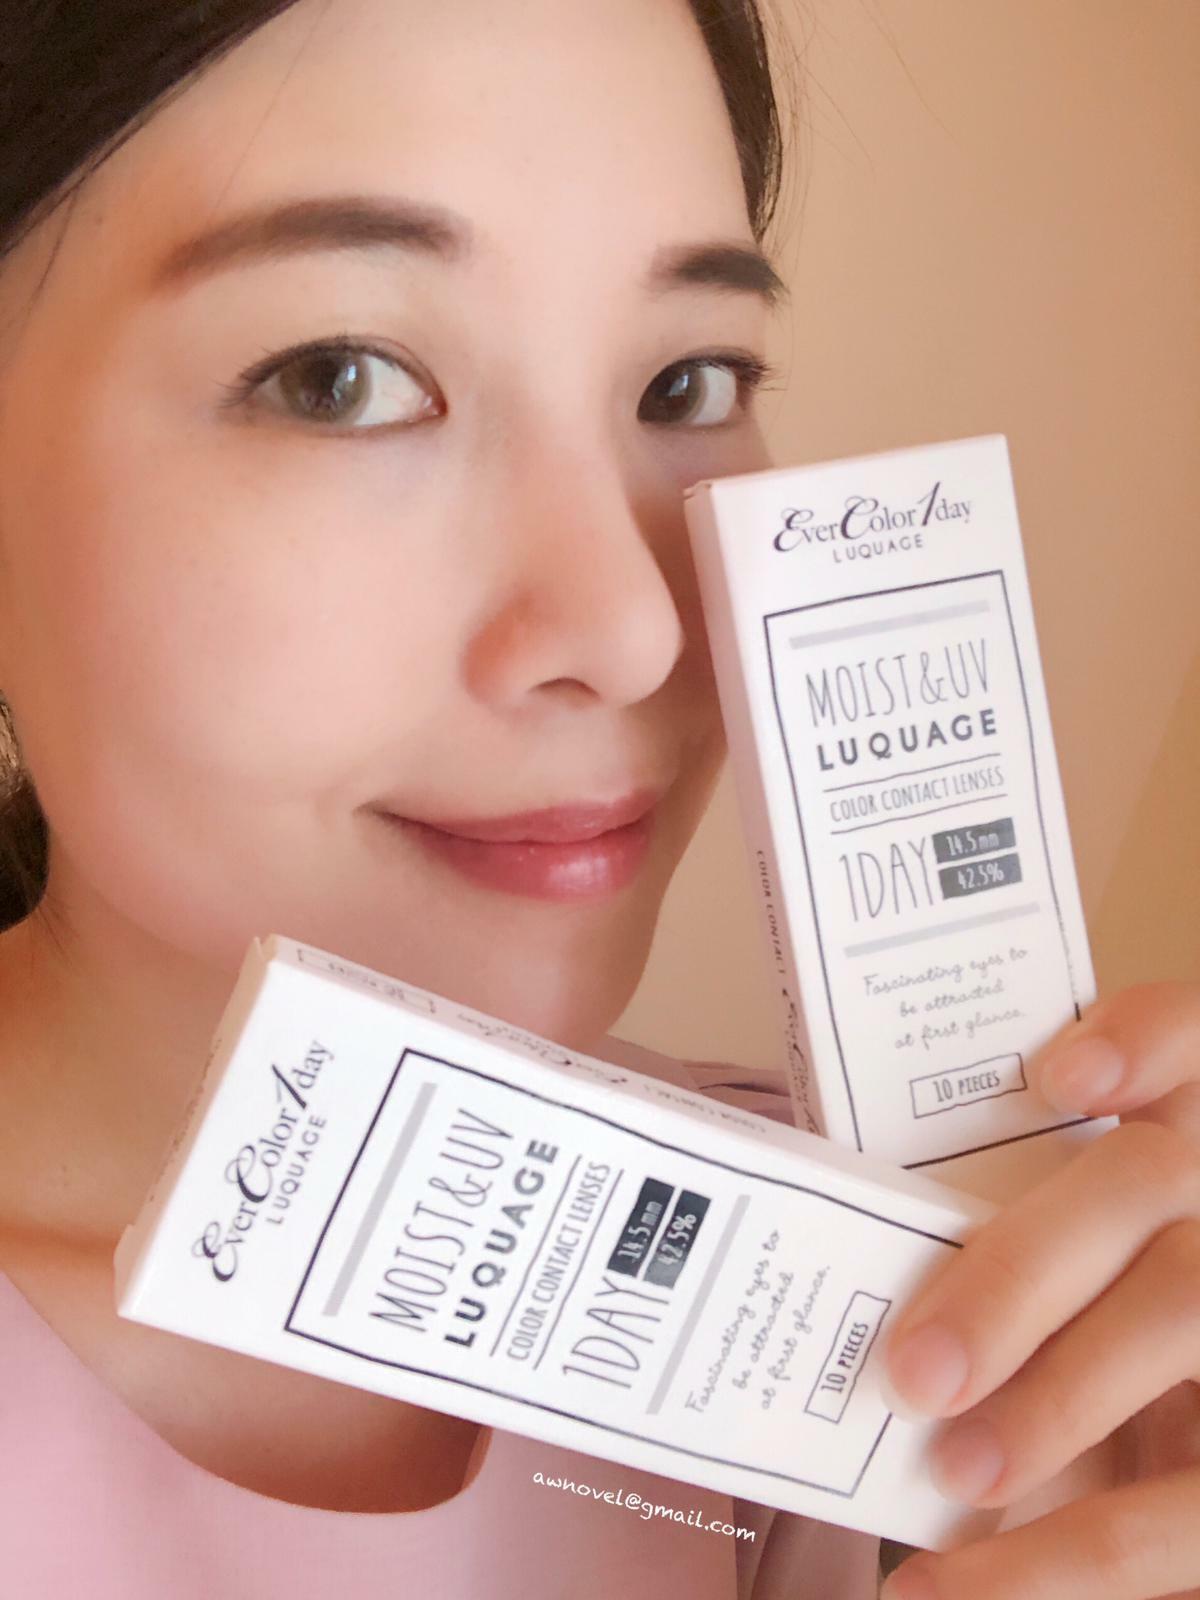 EverColor1day
LUQUAGE
MOIST&UV
LUQUAGE
COLOR CONTACT LENSES
1DAY
14.5mm
42.5%
Fascinating eyes to
be attracted
at first glance.
10 PIECES
COLOR CONTACT
EverColor1day
LUQUAGE
MOIST&UV
LUQUAGE
COLOR CONTACT LENSES
1DAY
14.5mm
42.5%
Fascinating eyes to
be attracted
at first glance.
10 PIECES
awnovel@gmail.com